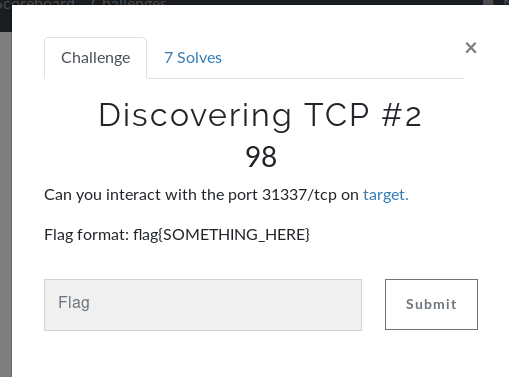 Scoreboard Challenges
×
Challenge 7 Solves
Discovering TCP #2
98
Can you interact with the port 31337/tcp on target.
Flag format: flag{SOMETHING_HERE}
Flag Submit